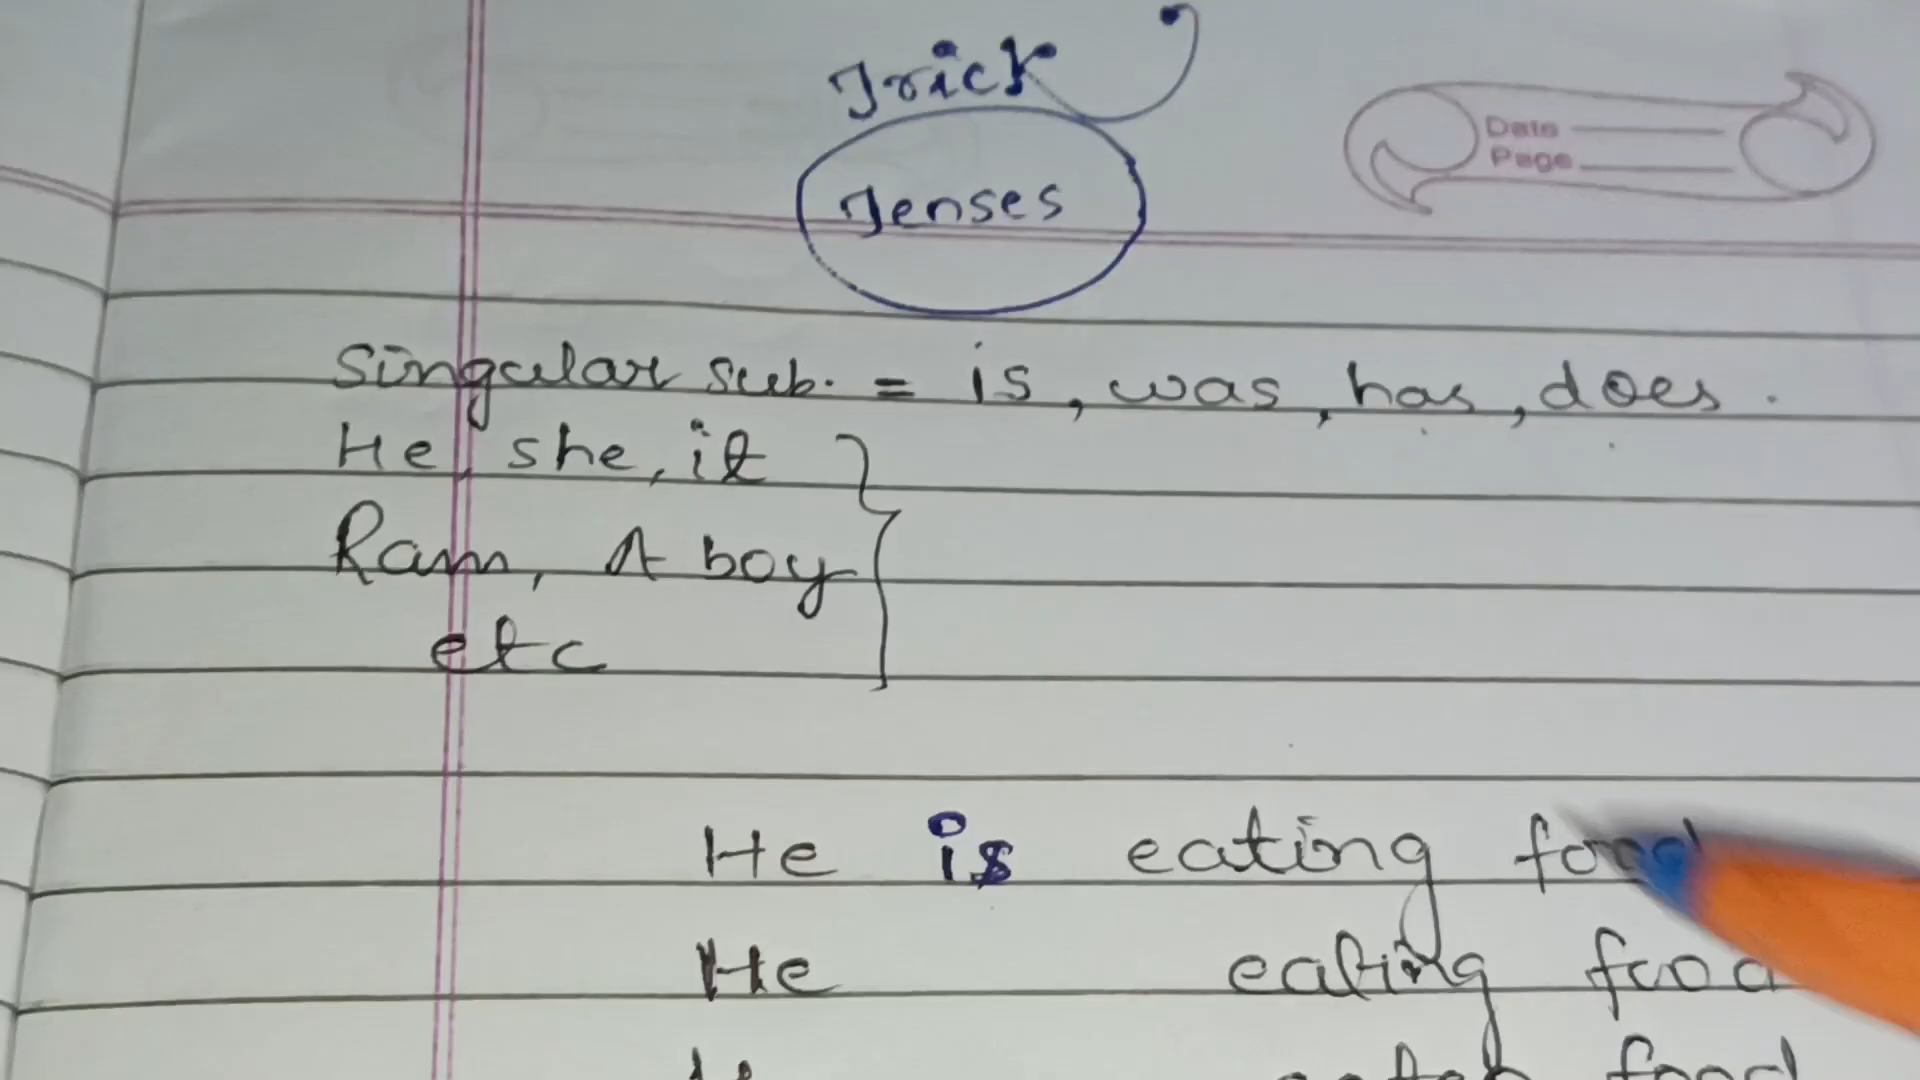 Trick
Tenses
Date
Page
Singular sub. = is, was, has, does.
He, she, it
Ram, A boy
etc
He is eating food
He eating food
food